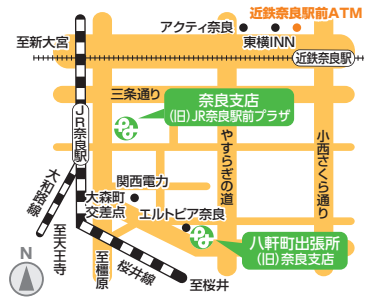 近鉄奈良駅前ATM
アクティ奈良
東横INN
至新大宮
近鉄奈良駅
三条通り
奈良支店
(旧)JR奈良駅前プラザ
JR奈良駅
やすらぎの道
小西さくら通り
関西電力
大森町
交差点
エルトピア奈良
大和路線
至天王寺
八軒町出張所
(旧)奈良支店
至橿原
桜井線
至桜井
N